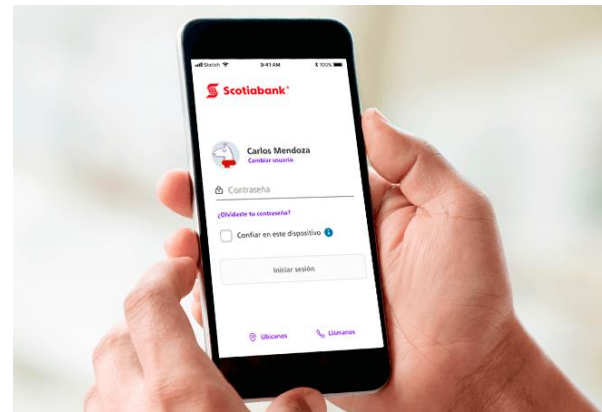 Sketch 9:41 AM 100%
Scotiabank®
Carlos Mendoza
Cambiar usuario
Contraseña
¿Olvidaste tu contraseña?
Confiar en este dispositivo
Iniciar sesión
Ubícanos Llámanos